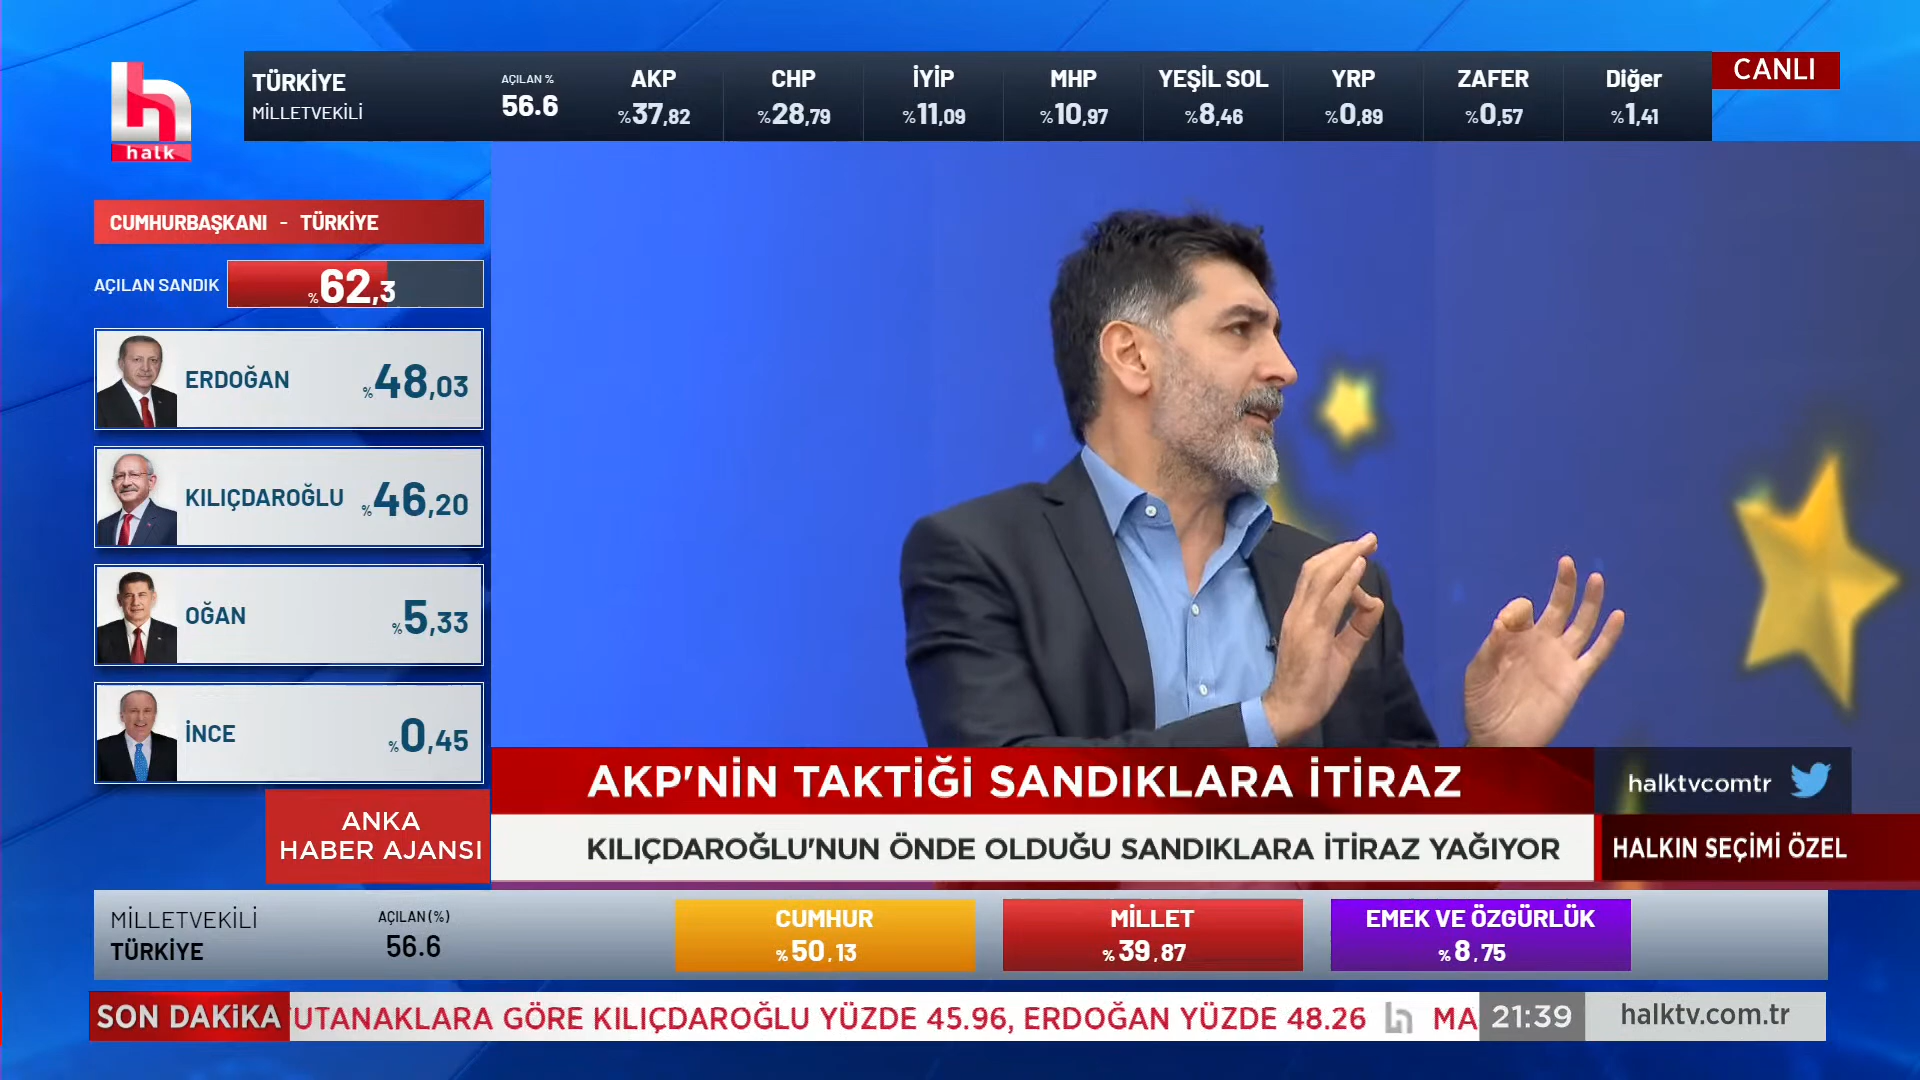 h
halk
TÜRKİYE
MİLLETVEKİLİ
AÇILAN %
56.6
AKP
%37,82
CHP
%28,79
İYİP
%11,09
MHP
%10,97
YEŞİL SOL
%8,46
YRP
%0,89
ZAFER
%0,57
Diğer
%1,41
CANLI
CUMHURBAŞKANI - TÜRKİYE
AÇILAN SANDIK %62,3
ERDOĞAN %48,03
KILIÇDAROĞLU %46,20
OĞAN %5,33
İNCE %0,45
ANKA
HABER AJANSI
AKP'NİN TAKTİĞİ SANDIKLARA İTİRAZ
KILIÇDAROĞLU'NUN ÖNDE OLDUĞU SANDIKLARA İTİRAZ YAĞIYOR
halktvcomtr
HALKIN SEÇİMİ ÖZEL
MİLLETVEKİLİ
TÜRKİYE
AÇILAN (%)
56.6
CUMHUR
%50,13
MİLLET
%39,87
EMEK VE ÖZGÜRLÜK
%8,75
SON DAKİKA
UTANAKLARA GÖRE KILIÇDAROĞLU YÜZDE 45.96, ERDOĞAN YÜZDE 48.26 h MA
21:39
halktv.com.tr